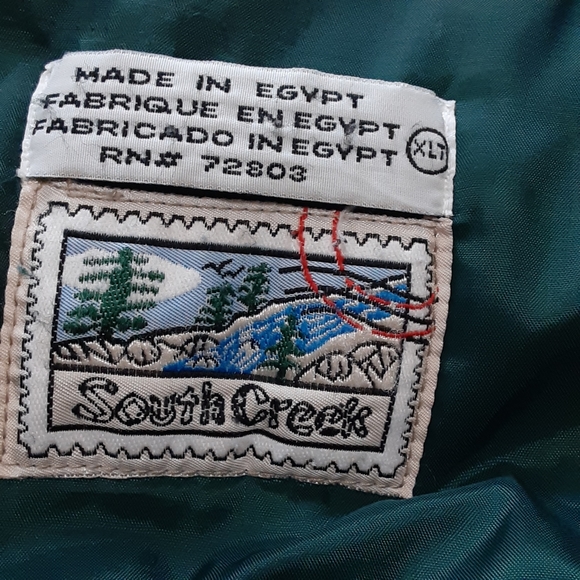 MADE IN EGYPT
FABRIQUE EN EGYPT
FABRICADO IN EGYPT XLT
RN# 72803
South Creek